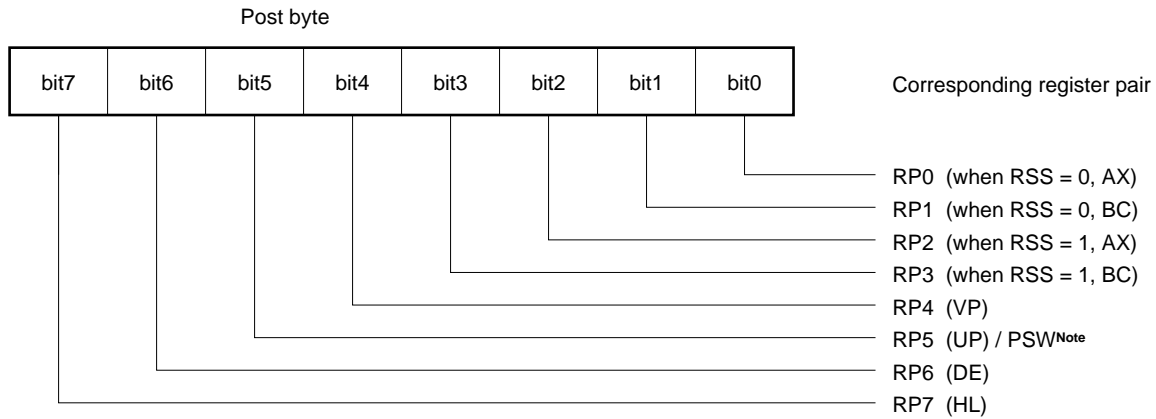 Post byte
bit7 bit6 bit5 bit4 bit3 bit2 bit1 bit0 Corresponding register pair
RP0 (when RSS = 0, AX)
RP1 (when RSS = 0, BC)
RP2 (when RSS = 1, AX)
RP3 (when RSS = 1, BC)
RP4 (VP)
RP5 (UP) / PSWNote
RP6 (DE)
RP7 (HL)